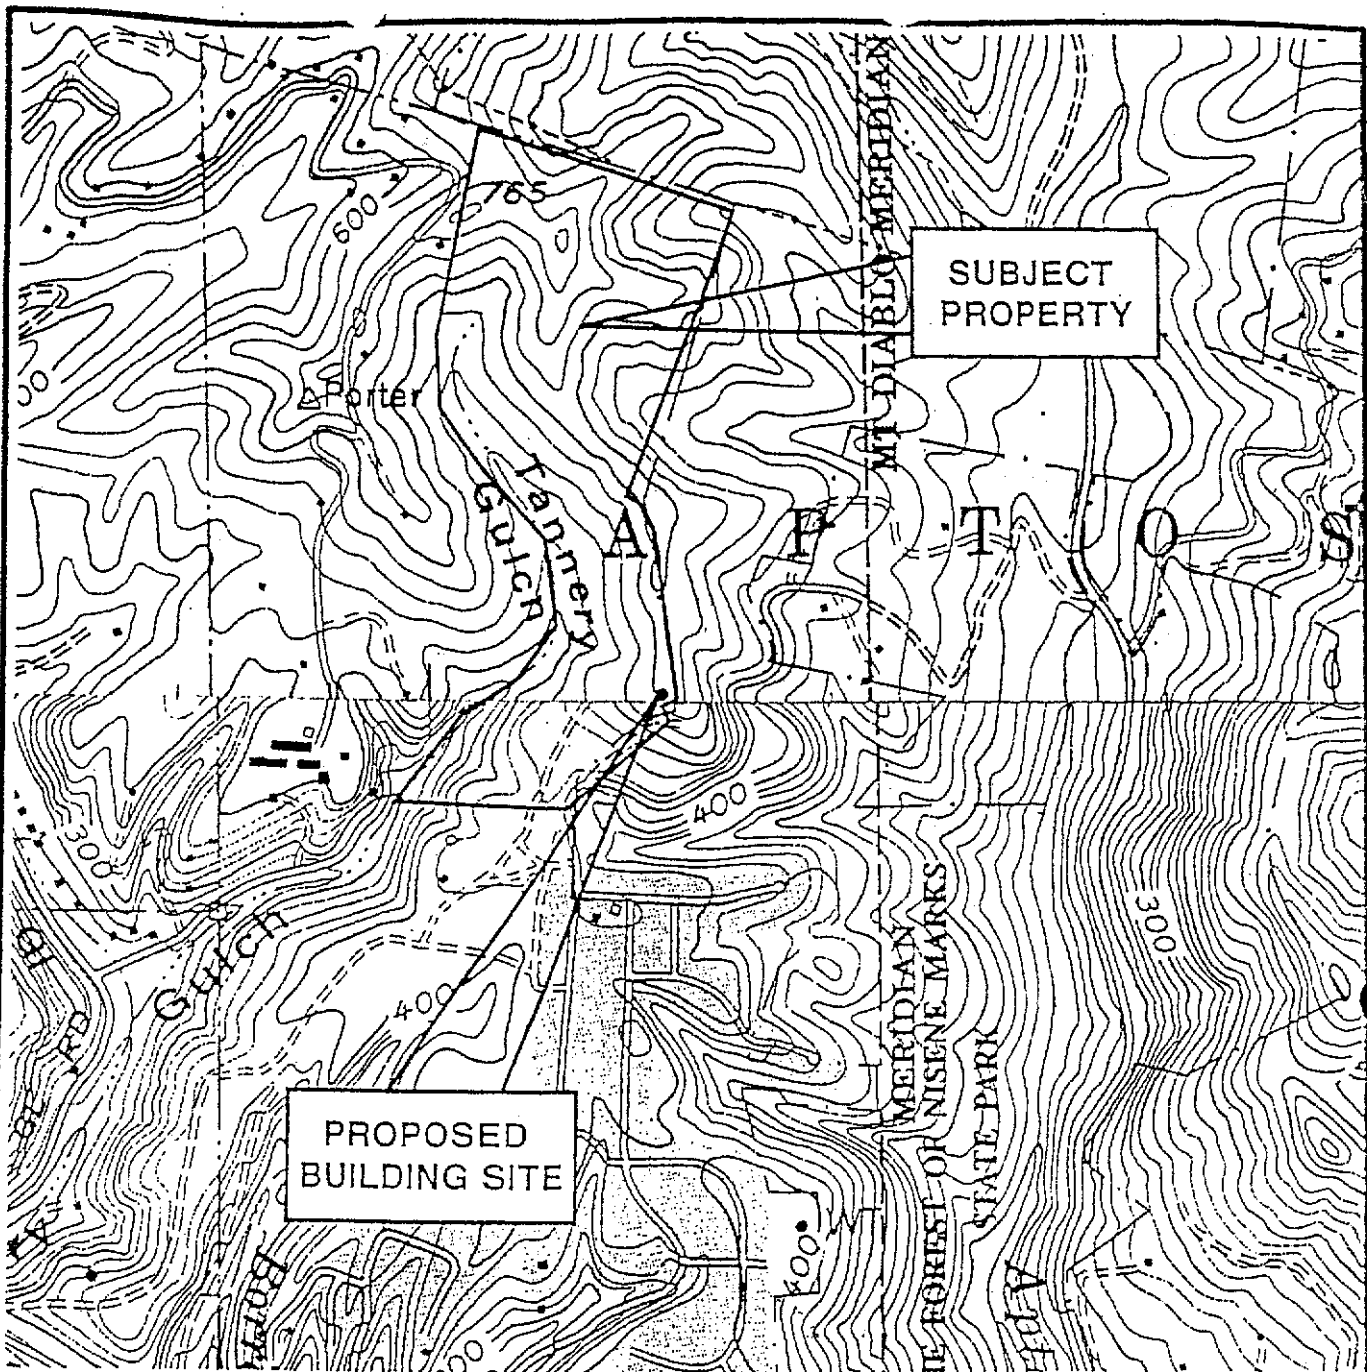 765
600
MT DIABLO MERIDIAN
SUBJECT
PROPERTY
Porter
Tannery
Gulch
A P T O S
400
300
MERIDIAN
OF NISENE MARKS
STATE PARK
300
Gulch
400
RD
PROPOSED
BUILDING SITE
400
FOREST